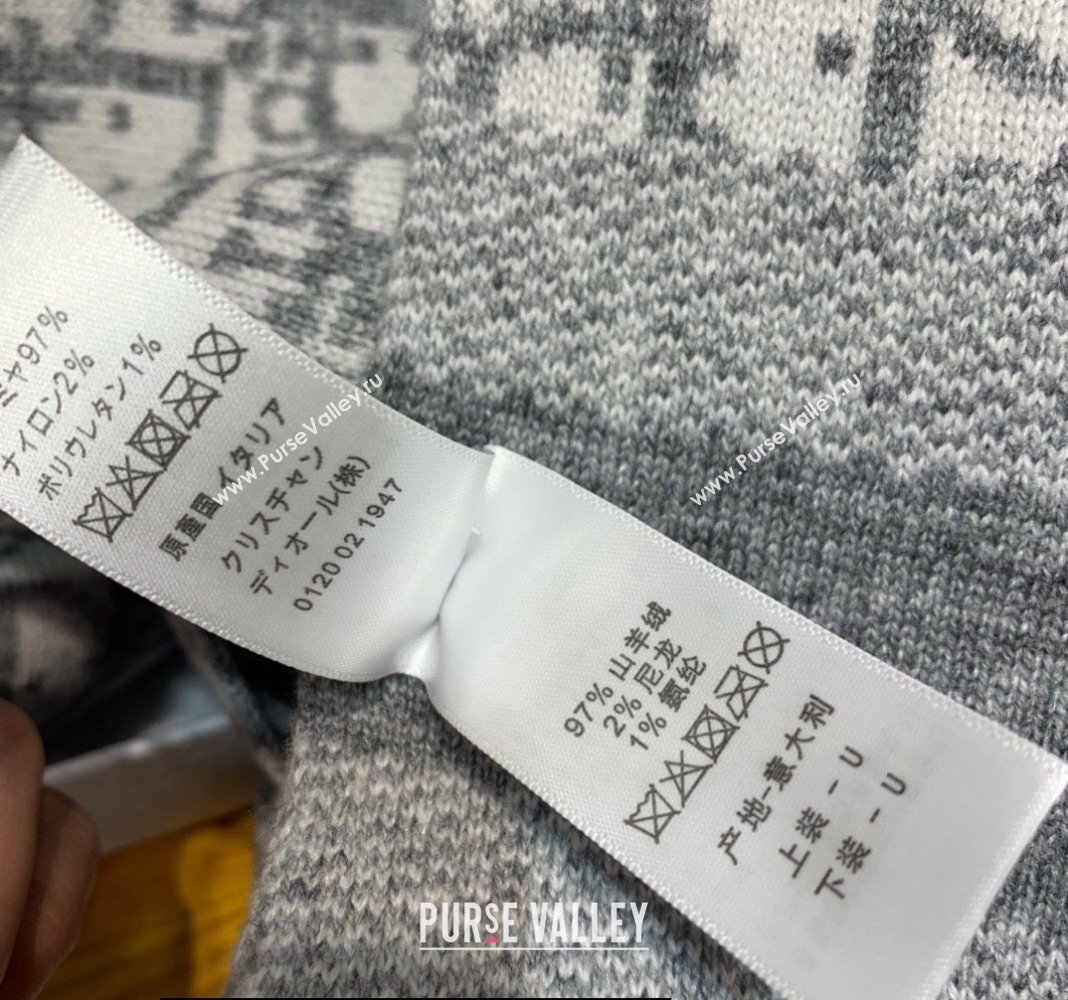 ミヤ97%
ナイロン2%
ポリウレタン1%
原産国 イタリア
クリスチャン
ディオール(株)
0120 02 1947
www.PurseValley.ru
www.PurseValley.ru
97% 山羊绒
2% 尼龙
1% 氨纶
产地-意大利
上装 - U
下装 - U
PURSE VALLEY